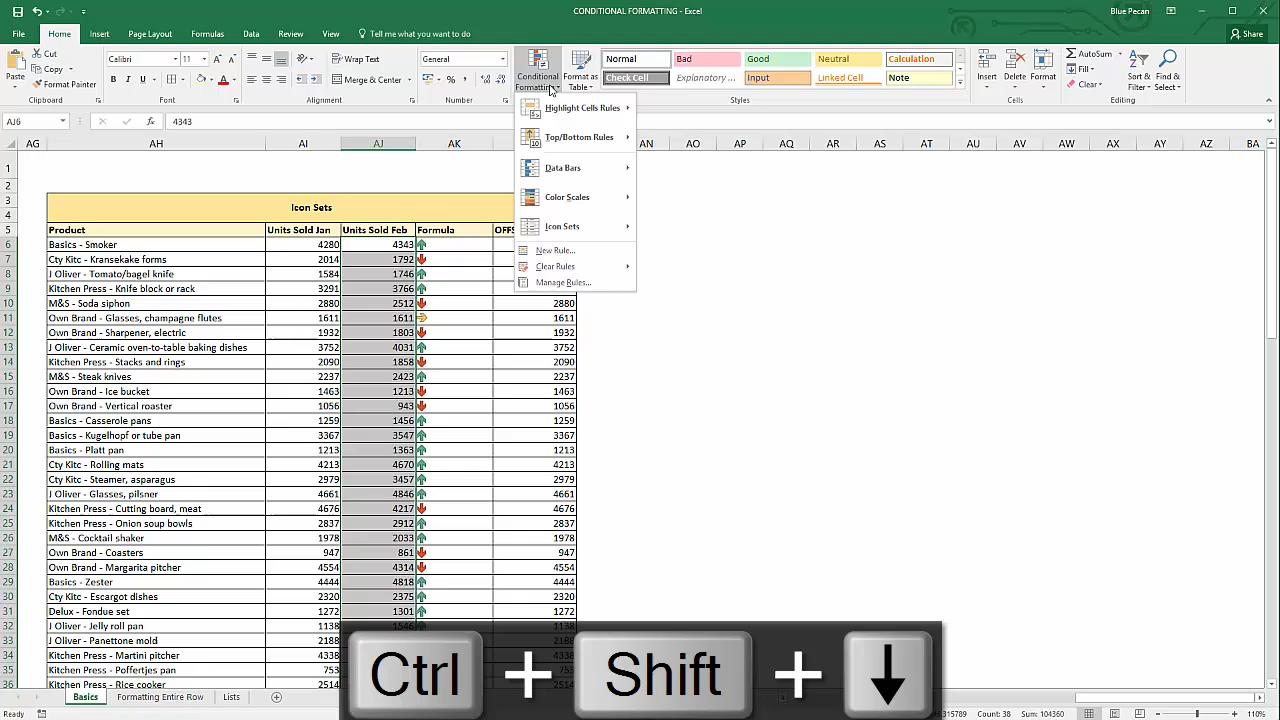 CONDITIONAL FORMATTING - Excel
Blue Pecan
File Home Insert Page Layout Formulas Data Review View Tell me what you want to do Share
Paste Cut Copy Format Painter Clipboard
Calibri 11 B I U Font
Wrap Text Merge & Center Alignment
General % Number
Conditional Formatting Format as Table
Normal Bad Good Neutral Calculation
Check Cell Explanary ... Input Linked Cell Note
Styles
Insert Delete Format Cells
AutoSum Fill Clear Sort & Filter Find & Select Editing
Highlight Cells Rules
Top/Bottom Rules
Data Bars
Color Scales
Icon Sets
New Rule...
Clear Rules
Manage Rules...
AJ6 fx 4343
AG AH AI AJ AK AN AO AP AQ AR AS AT AU AV AW AX AY AZ BA
1
2
3 Icon Sets
4
5 Product Units Sold Jan Units Sold Feb Formula OFFS
6 Basics - Smoker 4280 4343
7 Cty Kitc - Kransekake forms 2014 1792
8 J Oliver - Tomato/bagel knife 1584 1746
9 Kitchen Press - Knife block or rack 3291 3766
10 M&S - Soda siphon 2880 2512 2880
11 Own Brand - Glasses, champagne flutes 1611 1611 1611
12 Own Brand - Sharpener, electric 1932 1803 1932
13 J Oliver - Ceramic oven-to-table baking dishes 3752 4031 3752
14 Kitchen Press - Stacks and rings 2090 1858 2090
15 M&S - Steak knives 2237 2423 2237
16 Own Brand - Ice bucket 1463 1213 1463
17 Own Brand - Vertical roaster 1056 943 1056
18 Basics - Casserole pans 1259 1456 1259
19 Basics - Kugelhopf or tube pan 3367 3547 3367
20 Basics - Platt pan 1213 1363 1213
21 Cty Kitc - Rolling mats 4213 4670 4213
22 Cty Kitc - Steamer, asparagus 2979 3457 2979
23 J Oliver - Glasses, pilsner 4661 4846 4661
24 Kitchen Press - Cutting board, meat 4676 4217 4676
25 Kitchen Press - Onion soup bowls 2837 2912 2837
26 M&S - Cocktail shaker 1978 2033 1978
27 Own Brand - Coasters 947 861 947
28 Own Brand - Margarita pitcher 4554 4314 4554
29 Basics - Zester 4444 4818 4444
30 Cty Kitc - Escargot dishes 2320 2375 2320
31 Delux - Fondue set 1272 1301 1272
32 J Oliver - Jelly roll pan 1138 1546 1138
33 J Oliver - Panettone mold 2188 2188
34 Kitchen Press - Martini pitcher 4338 4338
35 Kitchen Press - Poffertjes pan 753 753
36 Kitchen Press - Rice cooker 2514
Ctrl + Shift + ↓
Basics Formatting Entire Row Lists
Ready .315789 Count: 38 Sum: 104360 110%